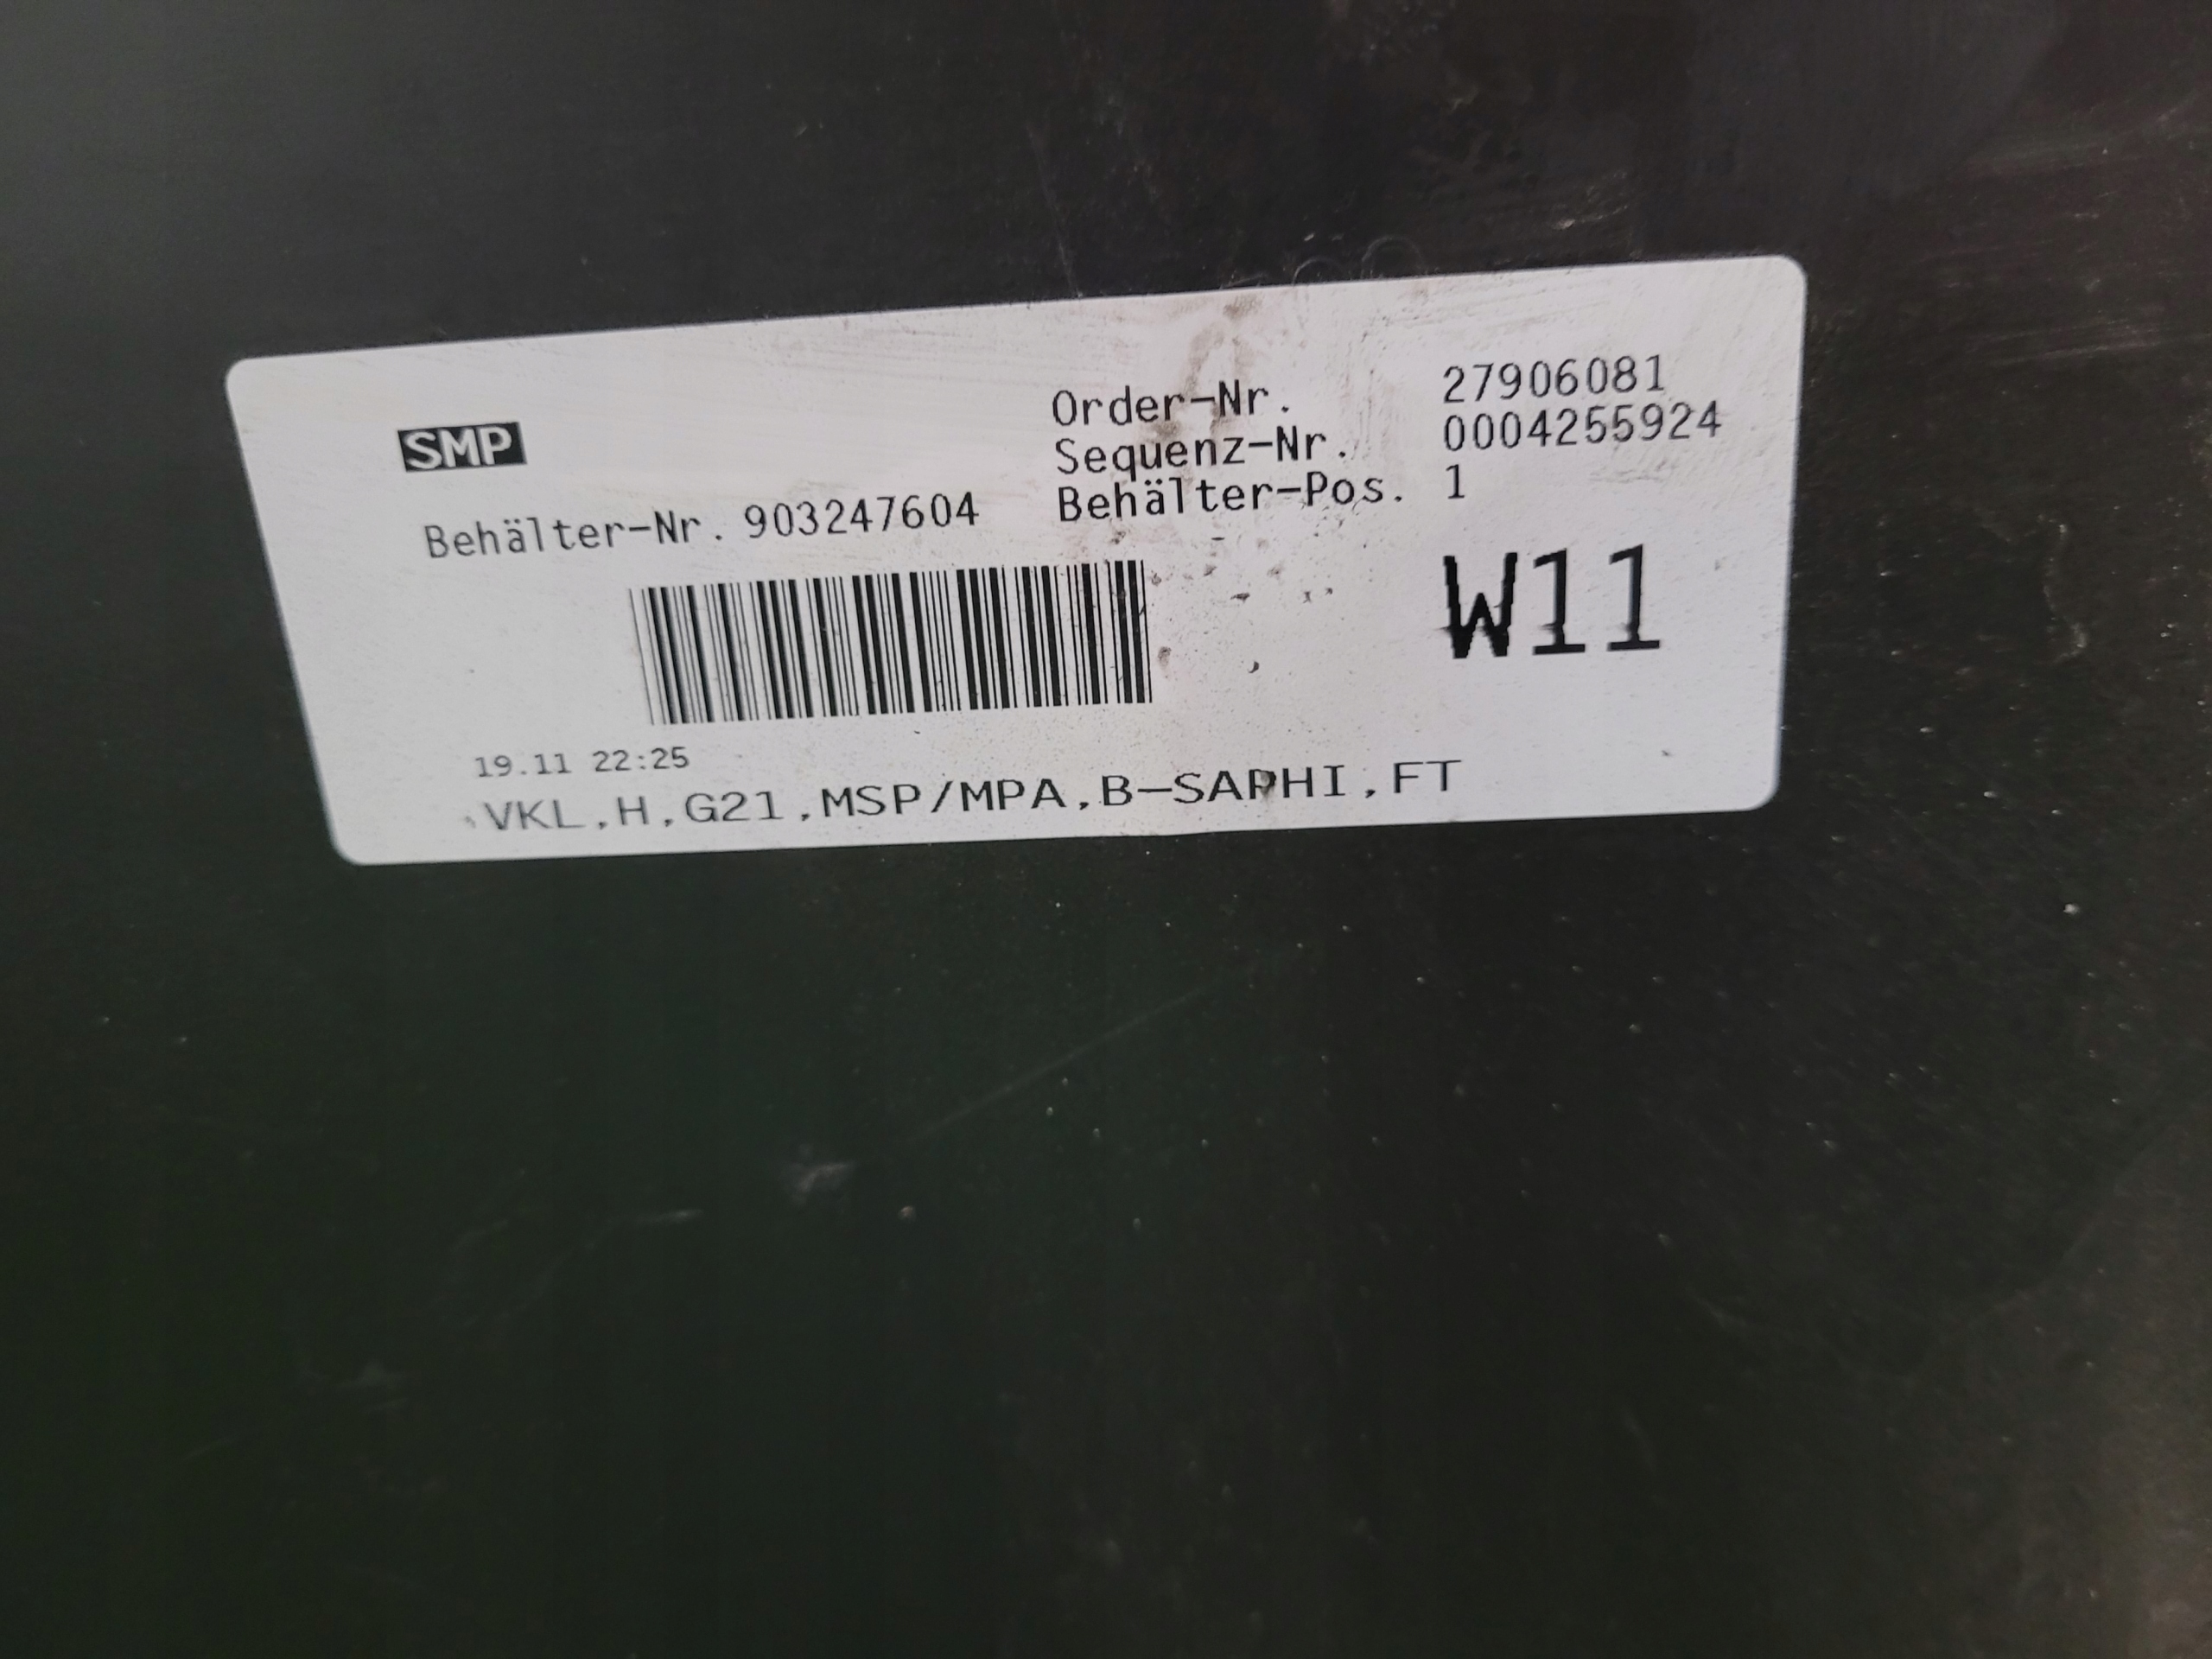 SMP
Order-Nr. 27906081
Sequenz-Nr. 0004255924
Behälter-Pos. 1
Behälter-Nr. 903247604
W11
19.11 22:25
VKL,H,G21,MSP/MPA,B-SAPHI,FT